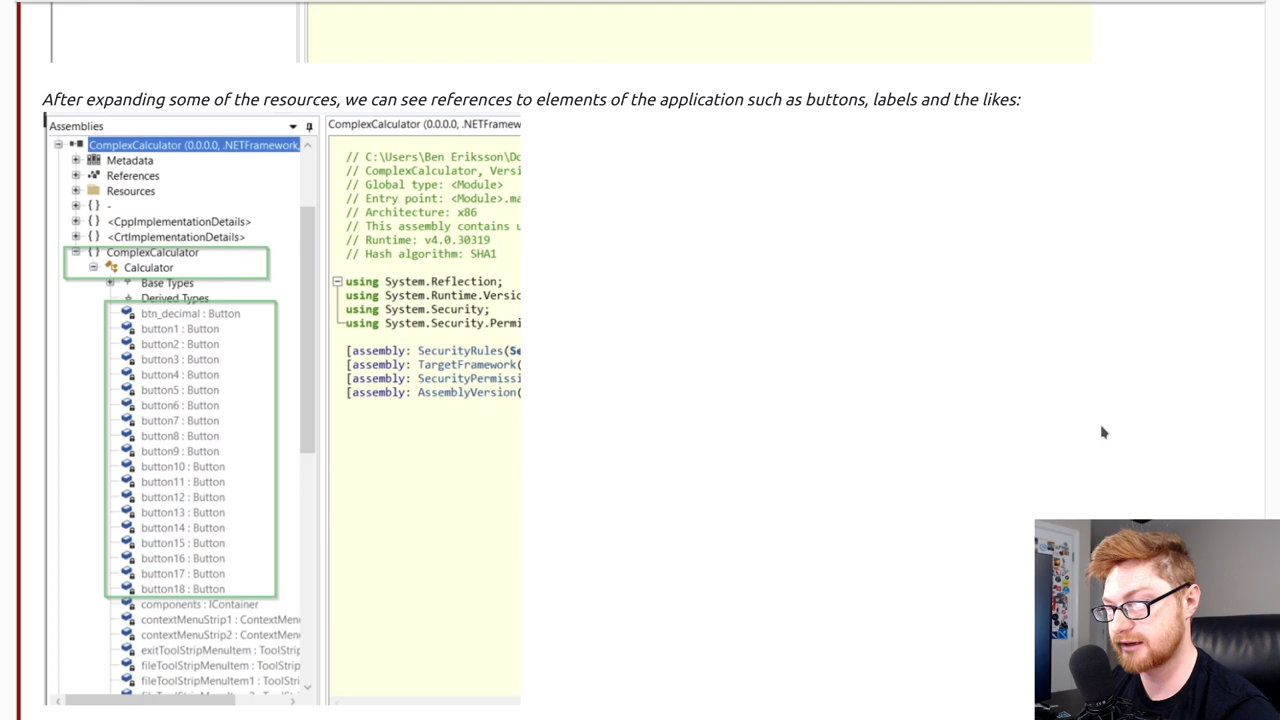 After expanding some of the resources, we can see references to elements of the application such as buttons, labels and the likes:
Assemblies
ComplexCalculator (0.0.0.0, .NETFramework,
Metadata
References
Resources
{ } -
{ } <CppImplementationDetails>
{ } <CrtImplementationDetails>
{ } ComplexCalculator
Calculator
Base Types
Derived Types
btn_decimal : Button
button1 : Button
button2 : Button
button3 : Button
button4 : Button
button5 : Button
button6 : Button
button7 : Button
button8 : Button
button9 : Button
button10 : Button
button11 : Button
button12 : Button
button13 : Button
button14 : Button
button15 : Button
button16 : Button
button17 : Button
button18 : Button
components : IContainer
contextMenuStrip1 : ContextMen
contextMenuStrip2 : ContextMen
exitToolStripMenuItem : ToolStrip
fileToolStripMenuItem : ToolStrip
fileToolStripMenuItem1 : ToolStri
ComplexCalculator (0.0.0.0, .NETFramew
// C:\Users\Ben Eriksson\Do
// ComplexCalculator, Versi
// Global type: <Module>
// Entry point: <Module>.ma
// Architecture: x86
// This assembly contains u
// Runtime: v4.0.30319
// Hash algorithm: SHA1
using System.Reflection;
using System.Runtime.Versio
using System.Security;
using System.Security.Permi
[assembly: SecurityRules(Se
[assembly: TargetFramework(
[assembly: SecurityPermissi
[assembly: AssemblyVersion(